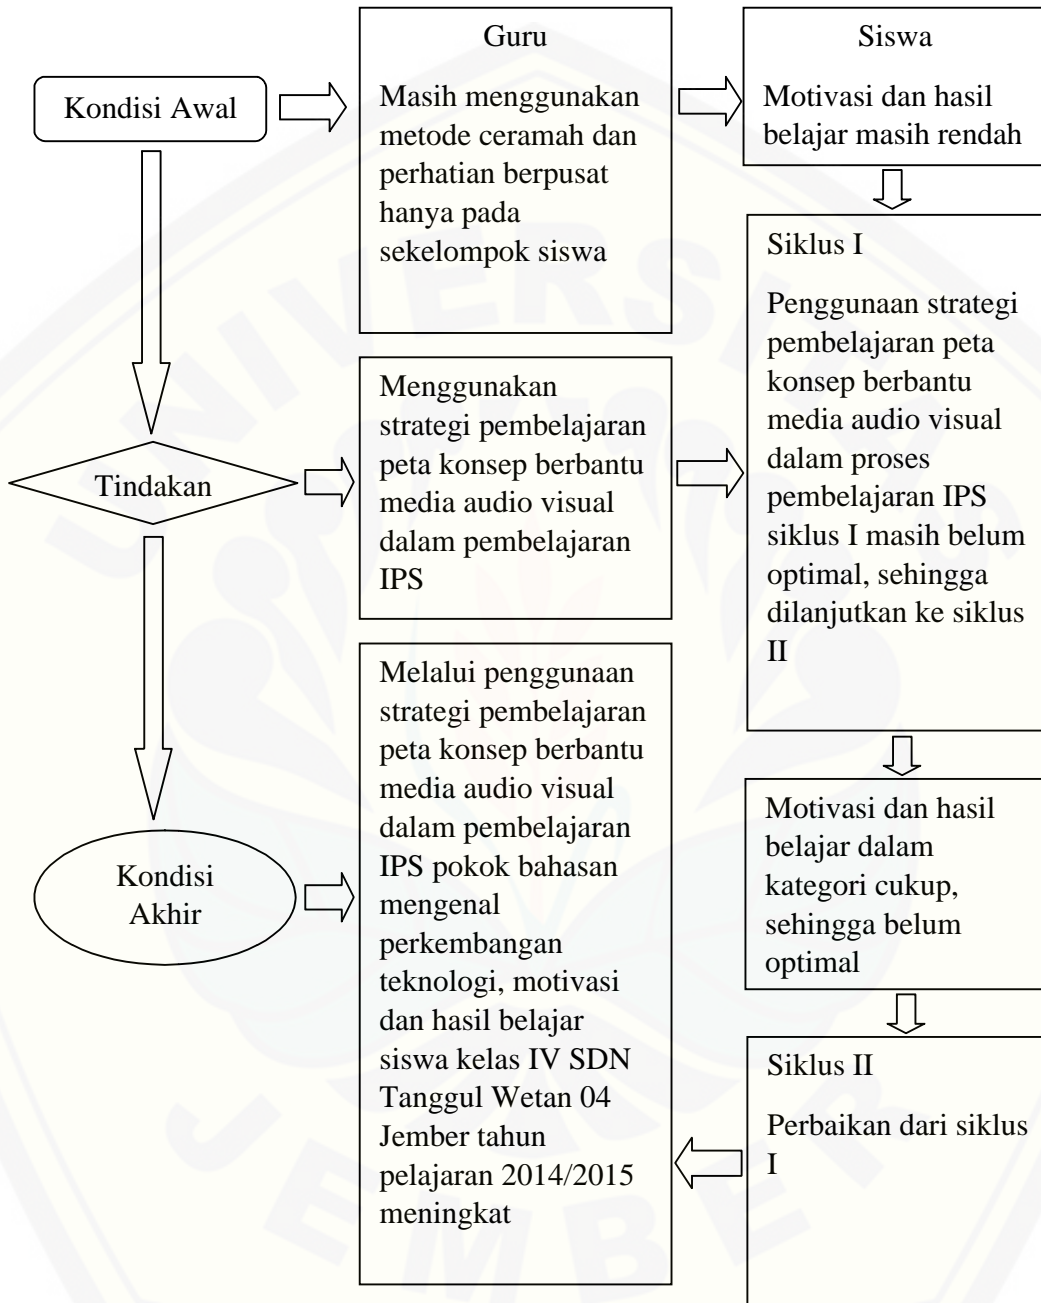 Kondisi Awal
Guru
Masih menggunakan
metode ceramah dan
perhatian berpusat
hanya pada
sekelompok siswa
Siswa
Motivasi dan hasil
belajar masih rendah
Tindakan
Menggunakan
strategi pembelajaran
peta konsep berbantu
media audio visual
dalam pembelajaran
IPS
Siklus I
Penggunaan strategi
pembelajaran peta
konsep berbantu
media audio visual
dalam proses
pembelajaran IPS
siklus I masih belum
optimal, sehingga
dilanjutkan ke siklus
II
Motivasi dan hasil
belajar dalam
kategori cukup,
sehingga belum
optimal
Siklus II
Perbaikan dari siklus
I
Kondisi
Akhir
Melalui penggunaan
strategi pembelajaran
peta konsep berbantu
media audio visual
dalam pembelajaran
IPS pokok bahasan
mengenal
perkembangan
teknologi, motivasi
dan hasil belajar
siswa kelas IV SDN
Tanggul Wetan 04
Jember tahun
pelajaran 2014/2015
meningkat
UNIVERSITAS
JEMBER